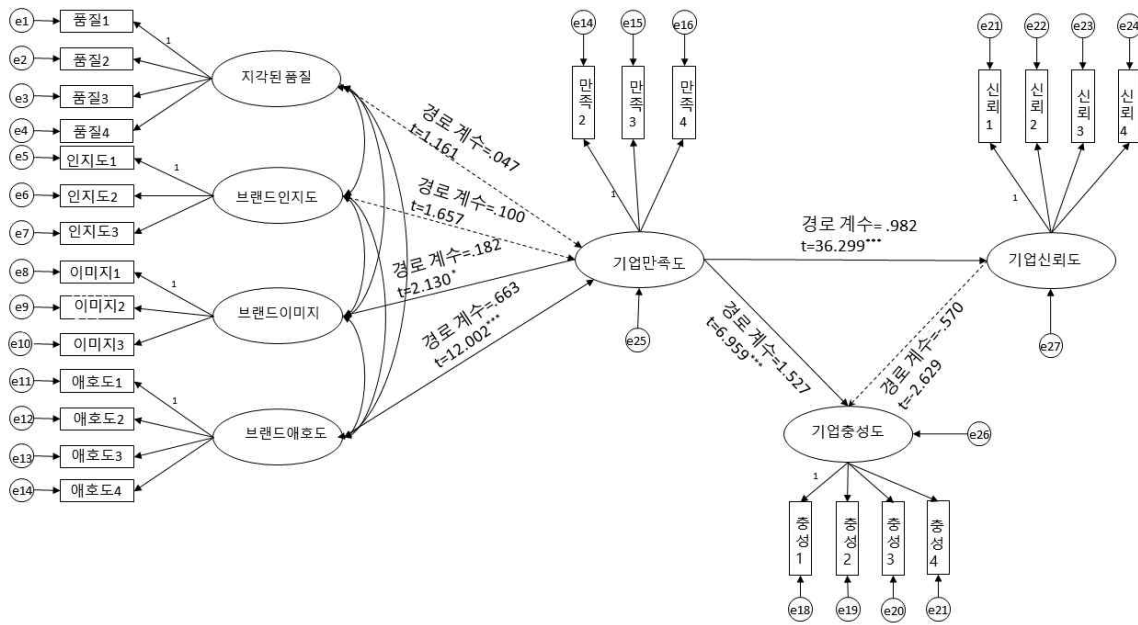 e1
품질1
e2
품질2
e3
품질3
e4
품질4
1
지각된 품질
e5
인지도1
e6
인지도2
e7
인지도3
1
브랜드인지도
e8
이미지1
e9
이미지2
e10
이미지3
1
브랜드이미지
e11
애호도1
e12
애호도2
e13
애호도3
e14
애호도4
1
브랜드애호도
경로 계수=.047
t=1.161
경로 계수=.100
t=1.657
경로 계수=.182
t=2.130*
경로 계수=.663
t=12.002***
e14
e15
e16
만족2
만족3
만족4
1
기업만족도
e25
경로 계수= .982
t=36.299***
경로 계수=1.527
t=6.959***
경로 계수=-.570
t=-2.629
e21
e22
e23
e24
신뢰1
신뢰2
신뢰3
신뢰4
1
기업신뢰도
e27
기업충성도
e26
1
충성1
충성2
충성3
충성4
e18
e19
e20
e21